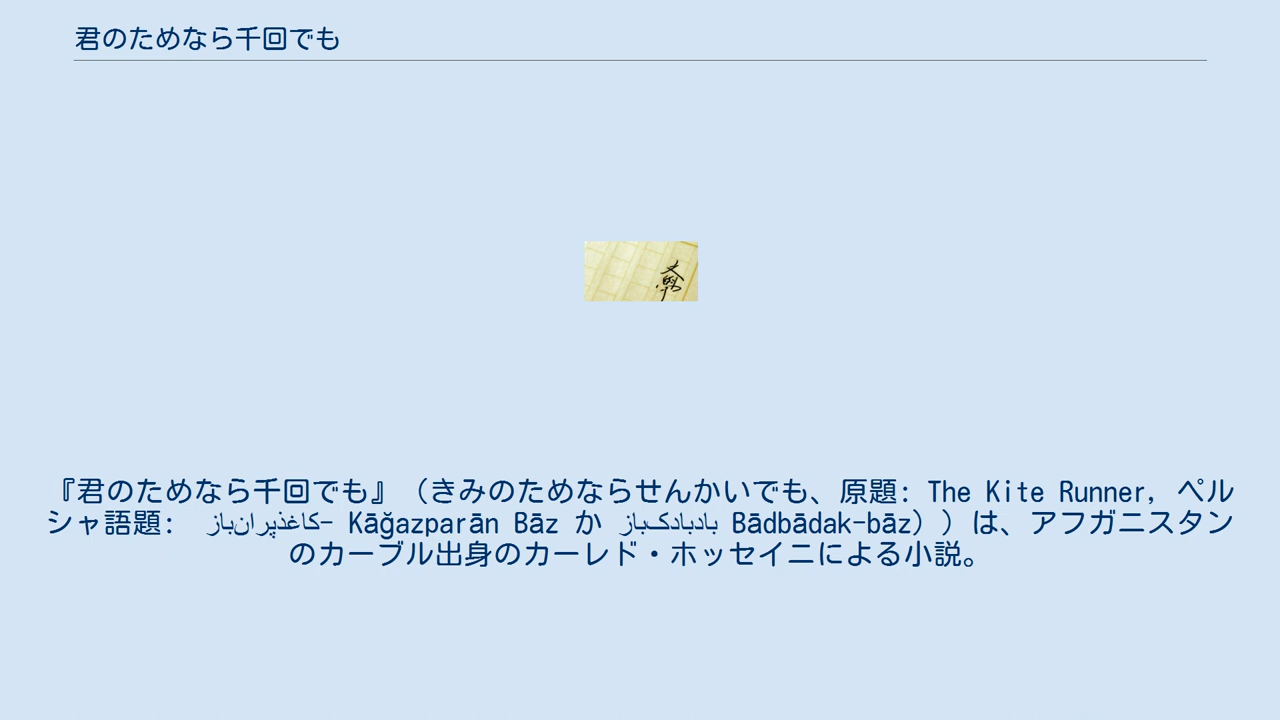 君のためなら千回でも
『君のためなら千回でも』（きみのためならせんかいでも、原題: The Kite Runner, ペル
シャ語題:　کاغذپران‌باز- Kāğazparān Bāz か بادبادک‌باز Bādbādak-bāz））は、アフガニスタン
のカーブル出身のカーレド・ホッセイニによる小説。